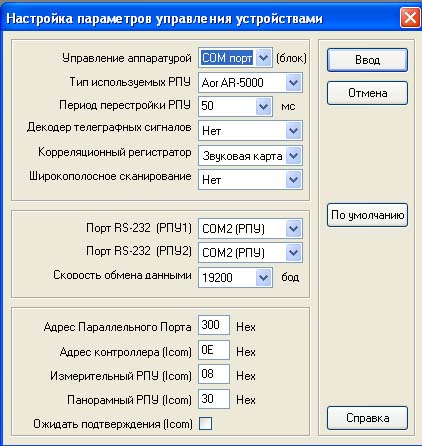 Настройка параметров управления устройствами
Управление аппаратурой COM порт (блок)
Тип используемых РПУ Aor AR-5000
Период перестройки РПУ 50 мс
Декодер телеграфных сигналов Нет
Корреляционный регистратор Звуковая карта
Широкополосное сканирование Нет
Порт RS-232 (РПУ1) COM2 (РПУ)
Порт RS-232 (РПУ2) COM2 (РПУ)
Скорость обмена данными 19200 бод
Адрес Параллельного Порта 300 Hex
Адрес контроллера (Icom) 0E Hex
Измерительный РПУ (Icom) 08 Hex
Панорамный РПУ (Icom) 30 Hex
Ожидать подтверждения (Icom)
Ввод
Отмена
По умолчанию
Справка